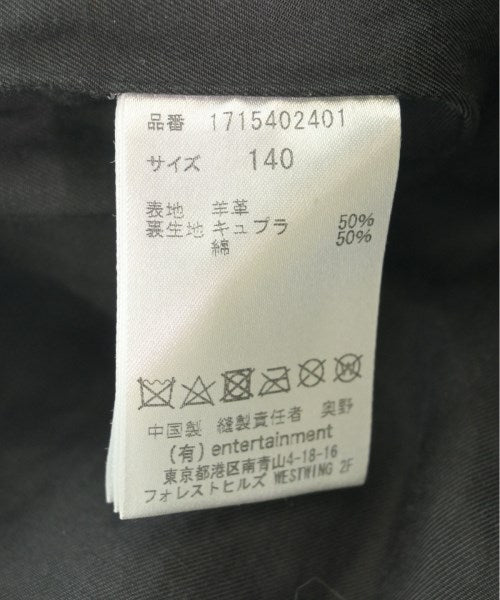 品番 1715402401
サイズ 140
表地 羊革
裏生地 キュプラ 50%
綿 50%
中国製 縫製責任者 奥野
(有) entertainment
東京都港区南青山4-18-16
フォレストヒルズ WESTWING 2F